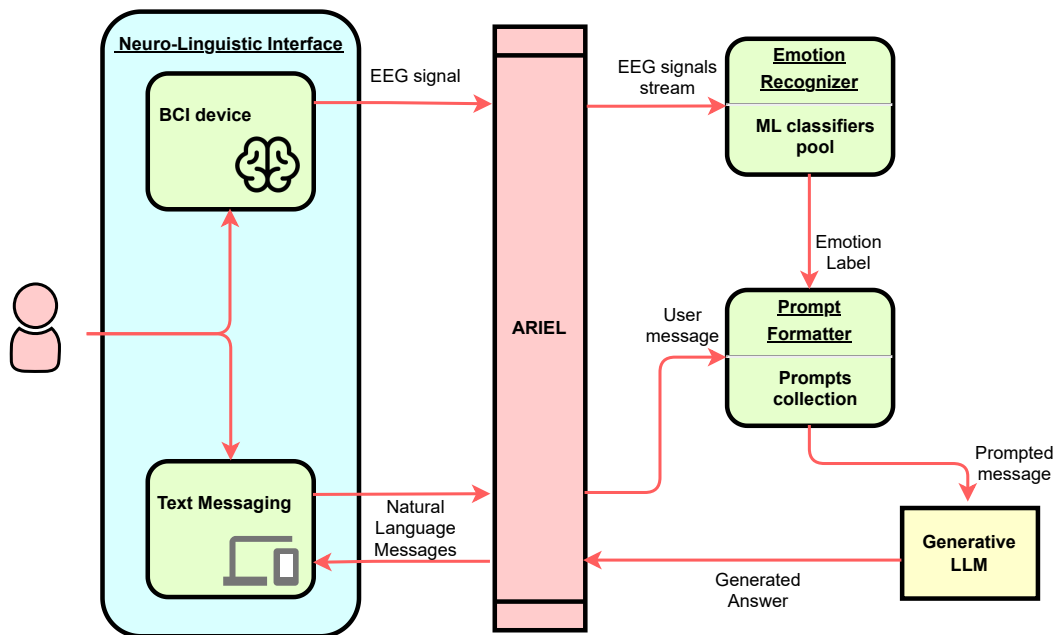 Neuro-Linguistic Interface
BCI device
EEG signal
Text Messaging
Natural
Language
Messages
ARIEL
EEG signals
stream
Emotion
Recognizer
ML classifiers
pool
Emotion
Label
User
message
Prompt
Formatter
Prompts
collection
Prompted
message
Generative
LLM
Generated
Answer